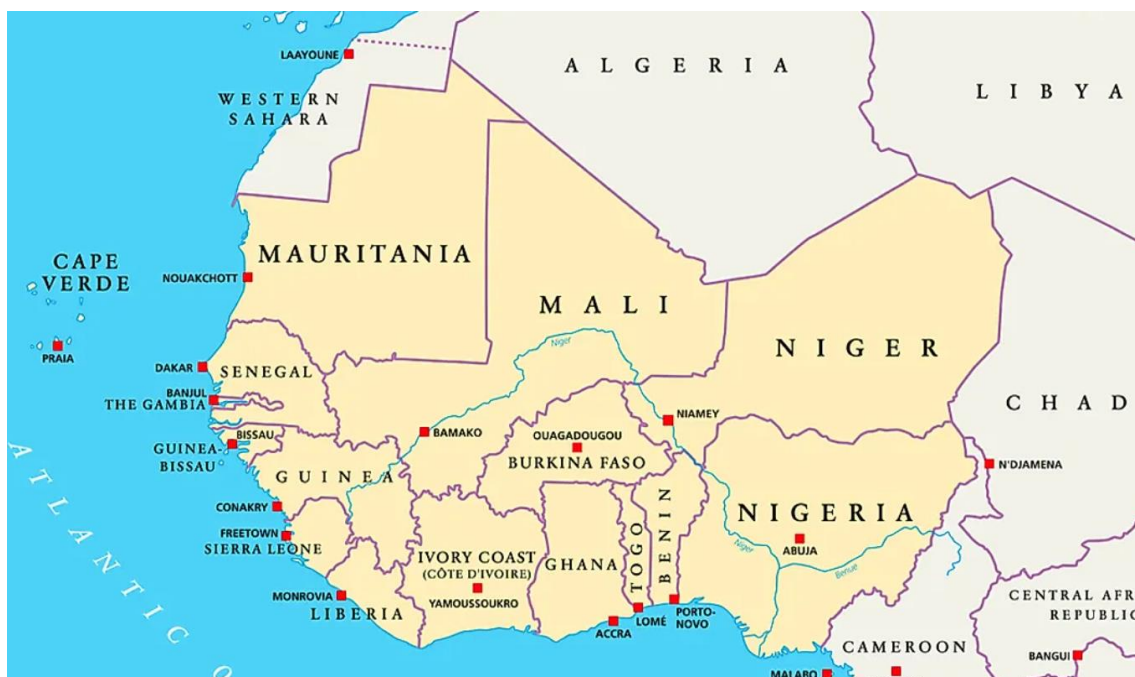 LAAYOUNE
ALGERIA
LIBYA
WESTERN
SAHARA
MAURITANIA
CAPE
VERDE
NOUAKCHOTT
MALI
Niger
NIGER
PRAIA
DAKAR
SENEGAL
BANJUL
THE GAMBIA
CHAD
NIAMEY
BISSAU
BAMAKO
OUAGADOUGOU
GUINEA-
BISSAU
BURKINA FASO
N'DJAMENA
GUINEA
CONAKRY
NIGERIA
FREETOWN
SIERRA LEONE
IVORY COAST
(CÔTE D'IVOIRE)
YAMOUSSOUKRO
GHANA
TOGO
BENIN
Niger
ABUJA
Benue
MONROVIA
LIBERIA
ACCRA
LOMÉ
PORTO-
NOVO
CENTRAL AFR
REPUBLIC
CAMEROON
BANGUI
MALABO
ATLANTIC O